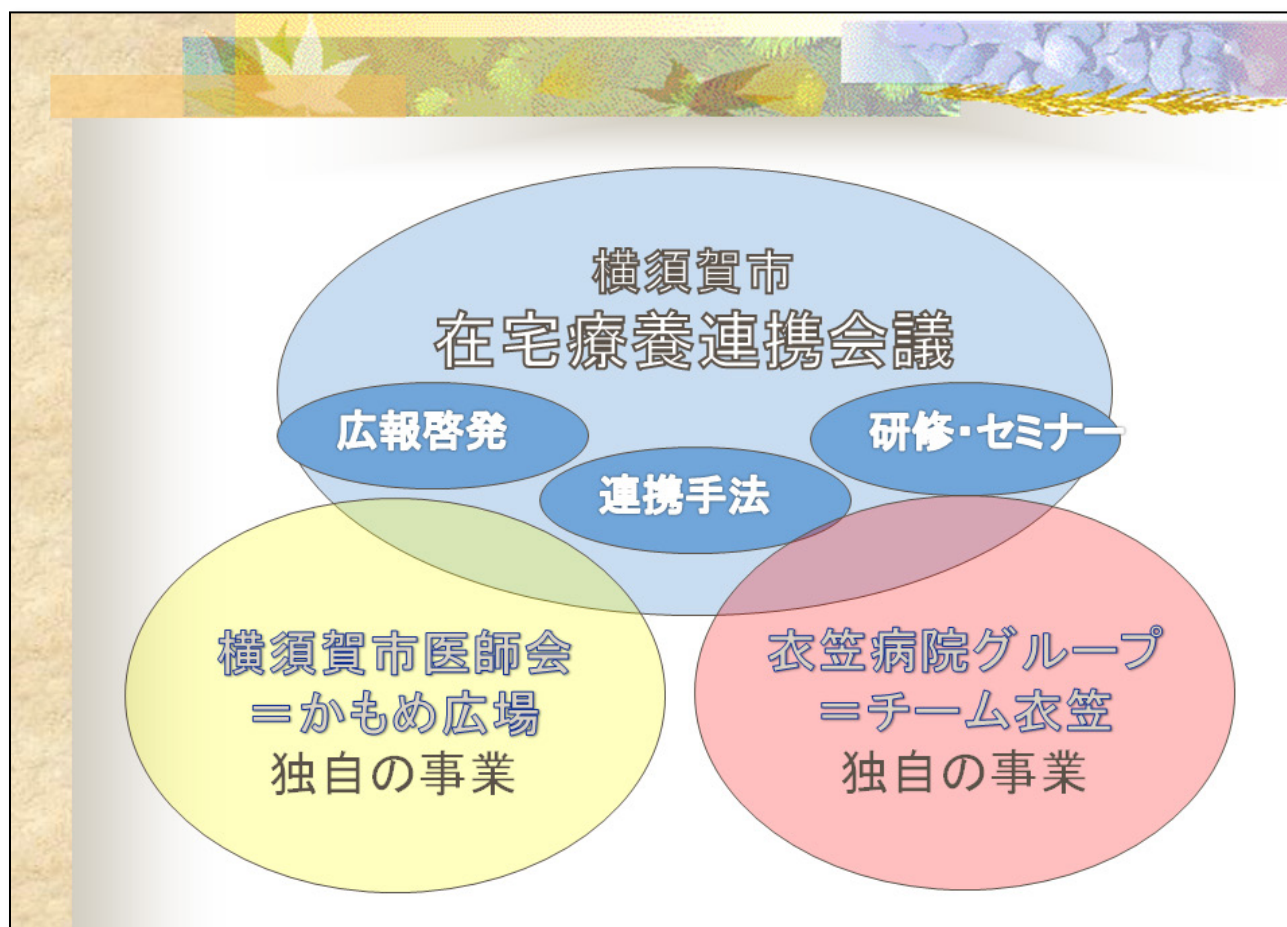 横須賀市
在宅療養連携会議
広報啓発
研修・セミナー
連携手法
横須賀市医師会
＝かもめ広場
独自の事業
衣笠病院グループ
＝チーム衣笠
独自の事業